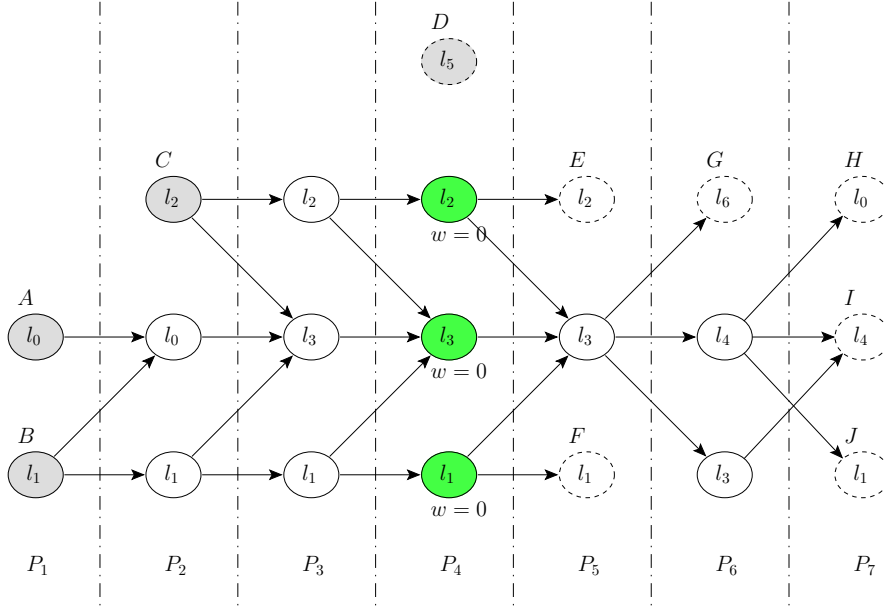 D
l₅
C E G H
l₂ l₂ l₂ l₂ l₆ l₀
w = 0
A I
l₀ l₀ l₃ l₃ l₃ l₄ l₄
w = 0
B F J
l₁ l₁ l₁ l₁ l₁ l₃ l₁
w = 0
P₁ P₂ P₃ P₄ P₅ P₆ P₇